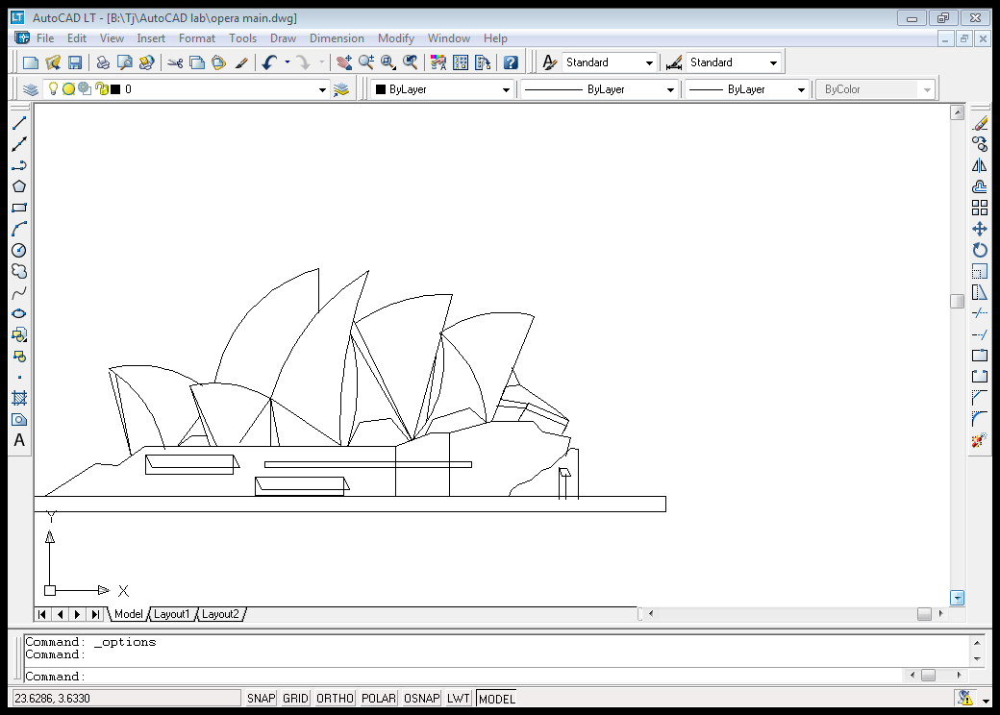 LT AutoCAD LT - [B:\Tj\AutoCAD lab\opera main.dwg]
File Edit View Insert Format Tools Draw Dimension Modify Window Help
Standard Standard
0 ByLayer ByLayer ByLayer ByColor
A
Y
X
Model Layout1 Layout2
Command: _options
Command:
Command:
23.6286, 3.6330 SNAP GRID ORTHO POLAR OSNAP LWT MODEL